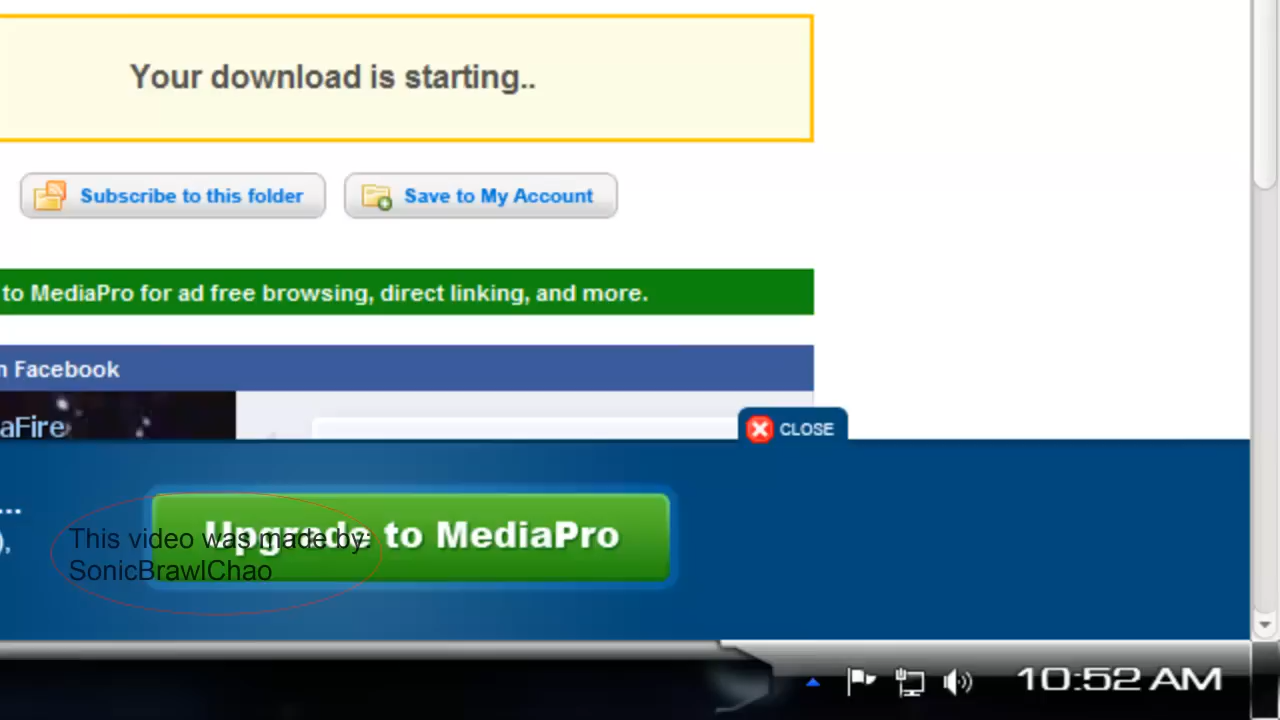 Your download is starting..
Subscribe to this folder
Save to My Account
to MediaPro for ad free browsing, direct linking, and more.
n Facebook
aFire
CLOSE
...
),
Upgrade to MediaPro
This video was made by:
SonicBrawlChao
10:52 AM